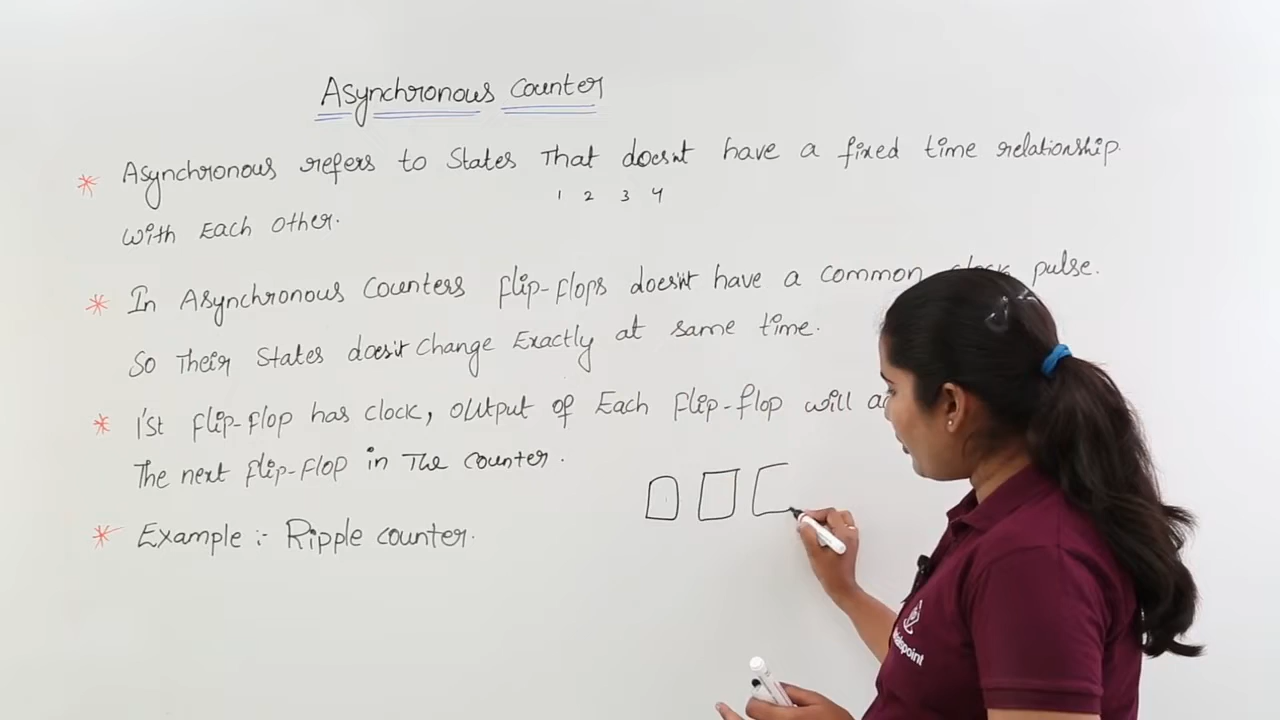 Asynchronous Counter
* Asynchronous refers to States That doesn't have a fixed time relationship
1 2 3 4
with Each Other.
* In Asynchronous Counters flip-flops doesn't have a common clock pulse.
So Their States doesn't change Exactly at same time.
* 1'st flip-flop has clock, output of Each flip-flop will
The next flip-flop in The counter.
* Example :- Ripple counter.